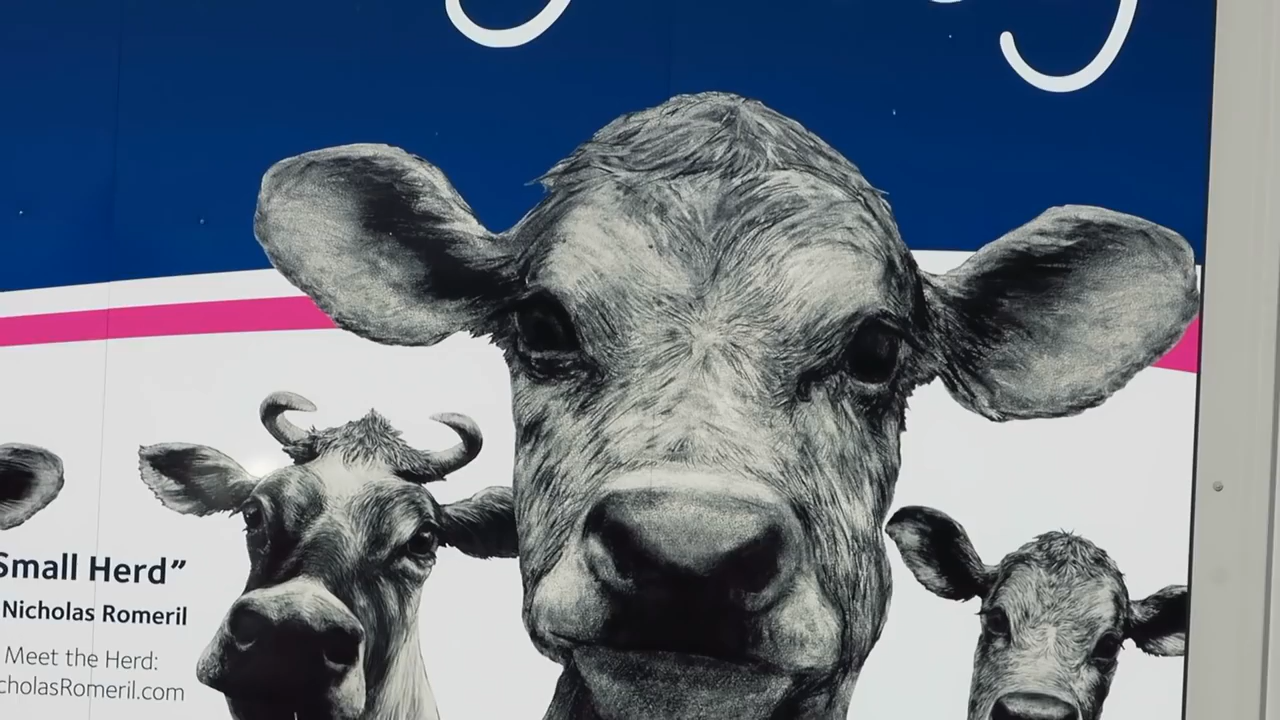 Small Herd”
Nicholas Romeril
Meet the Herd:
cholasRomeril.com